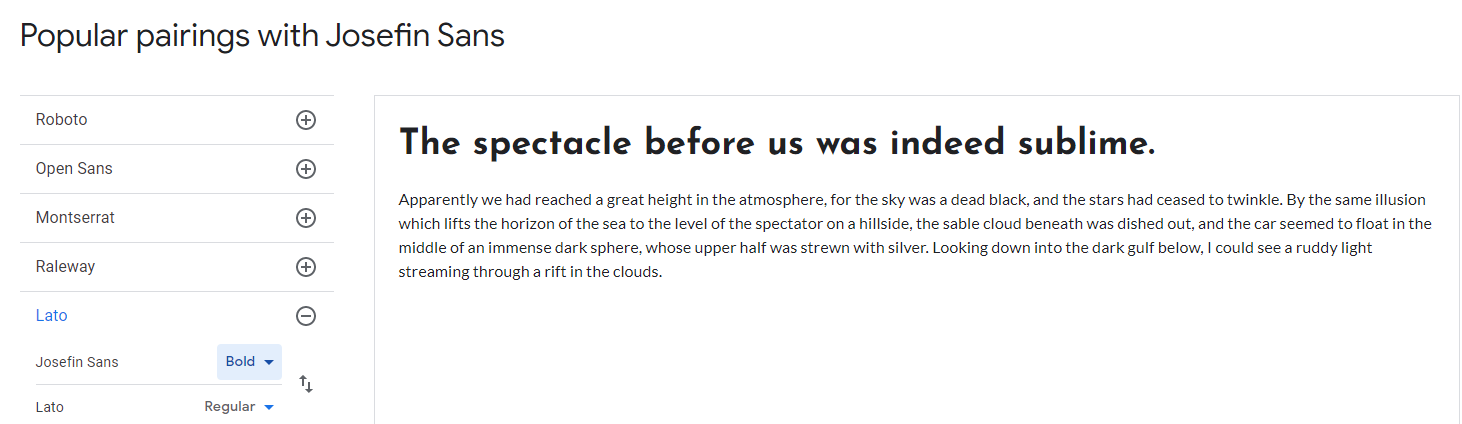 Popular pairings with Josefin Sans
Roboto
Open Sans
Montserrat
Raleway
Lato
Josefin Sans Bold
Lato Regular
The spectacle before us was indeed sublime.
Apparently we had reached a great height in the atmosphere, for the sky was a dead black, and the stars had ceased to twinkle. By the same illusion
which lifts the horizon of the sea to the level of the spectator on a hillside, the sable cloud beneath was dished out, and the car seemed to float in the
middle of an immense dark sphere, whose upper half was strewn with silver. Looking down into the dark gulf below, I could see a ruddy light
streaming through a rift in the clouds.